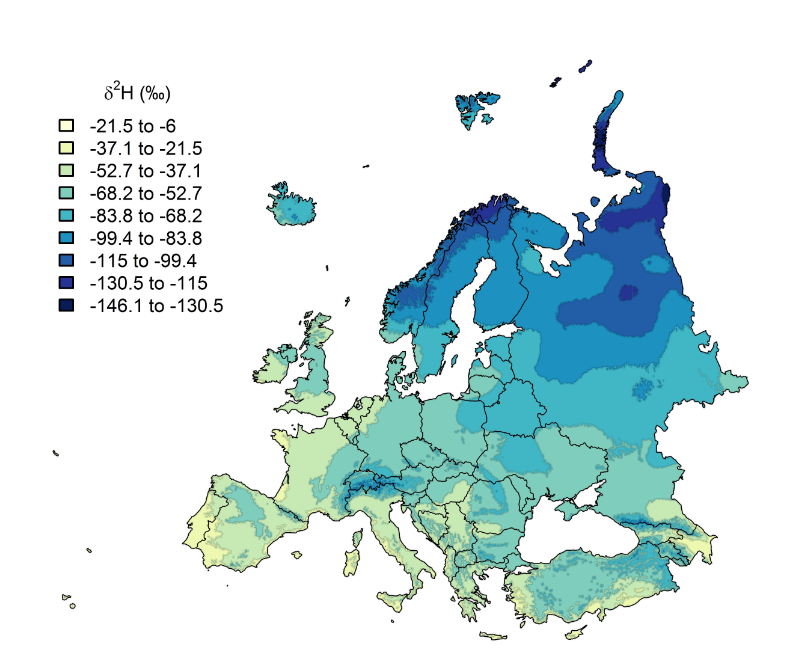 δ²H (‰)
-21.5 to -6
-37.1 to -21.5
-52.7 to -37.1
-68.2 to -52.7
-83.8 to -68.2
-99.4 to -83.8
-115 to -99.4
-130.5 to -115
-146.1 to -130.5